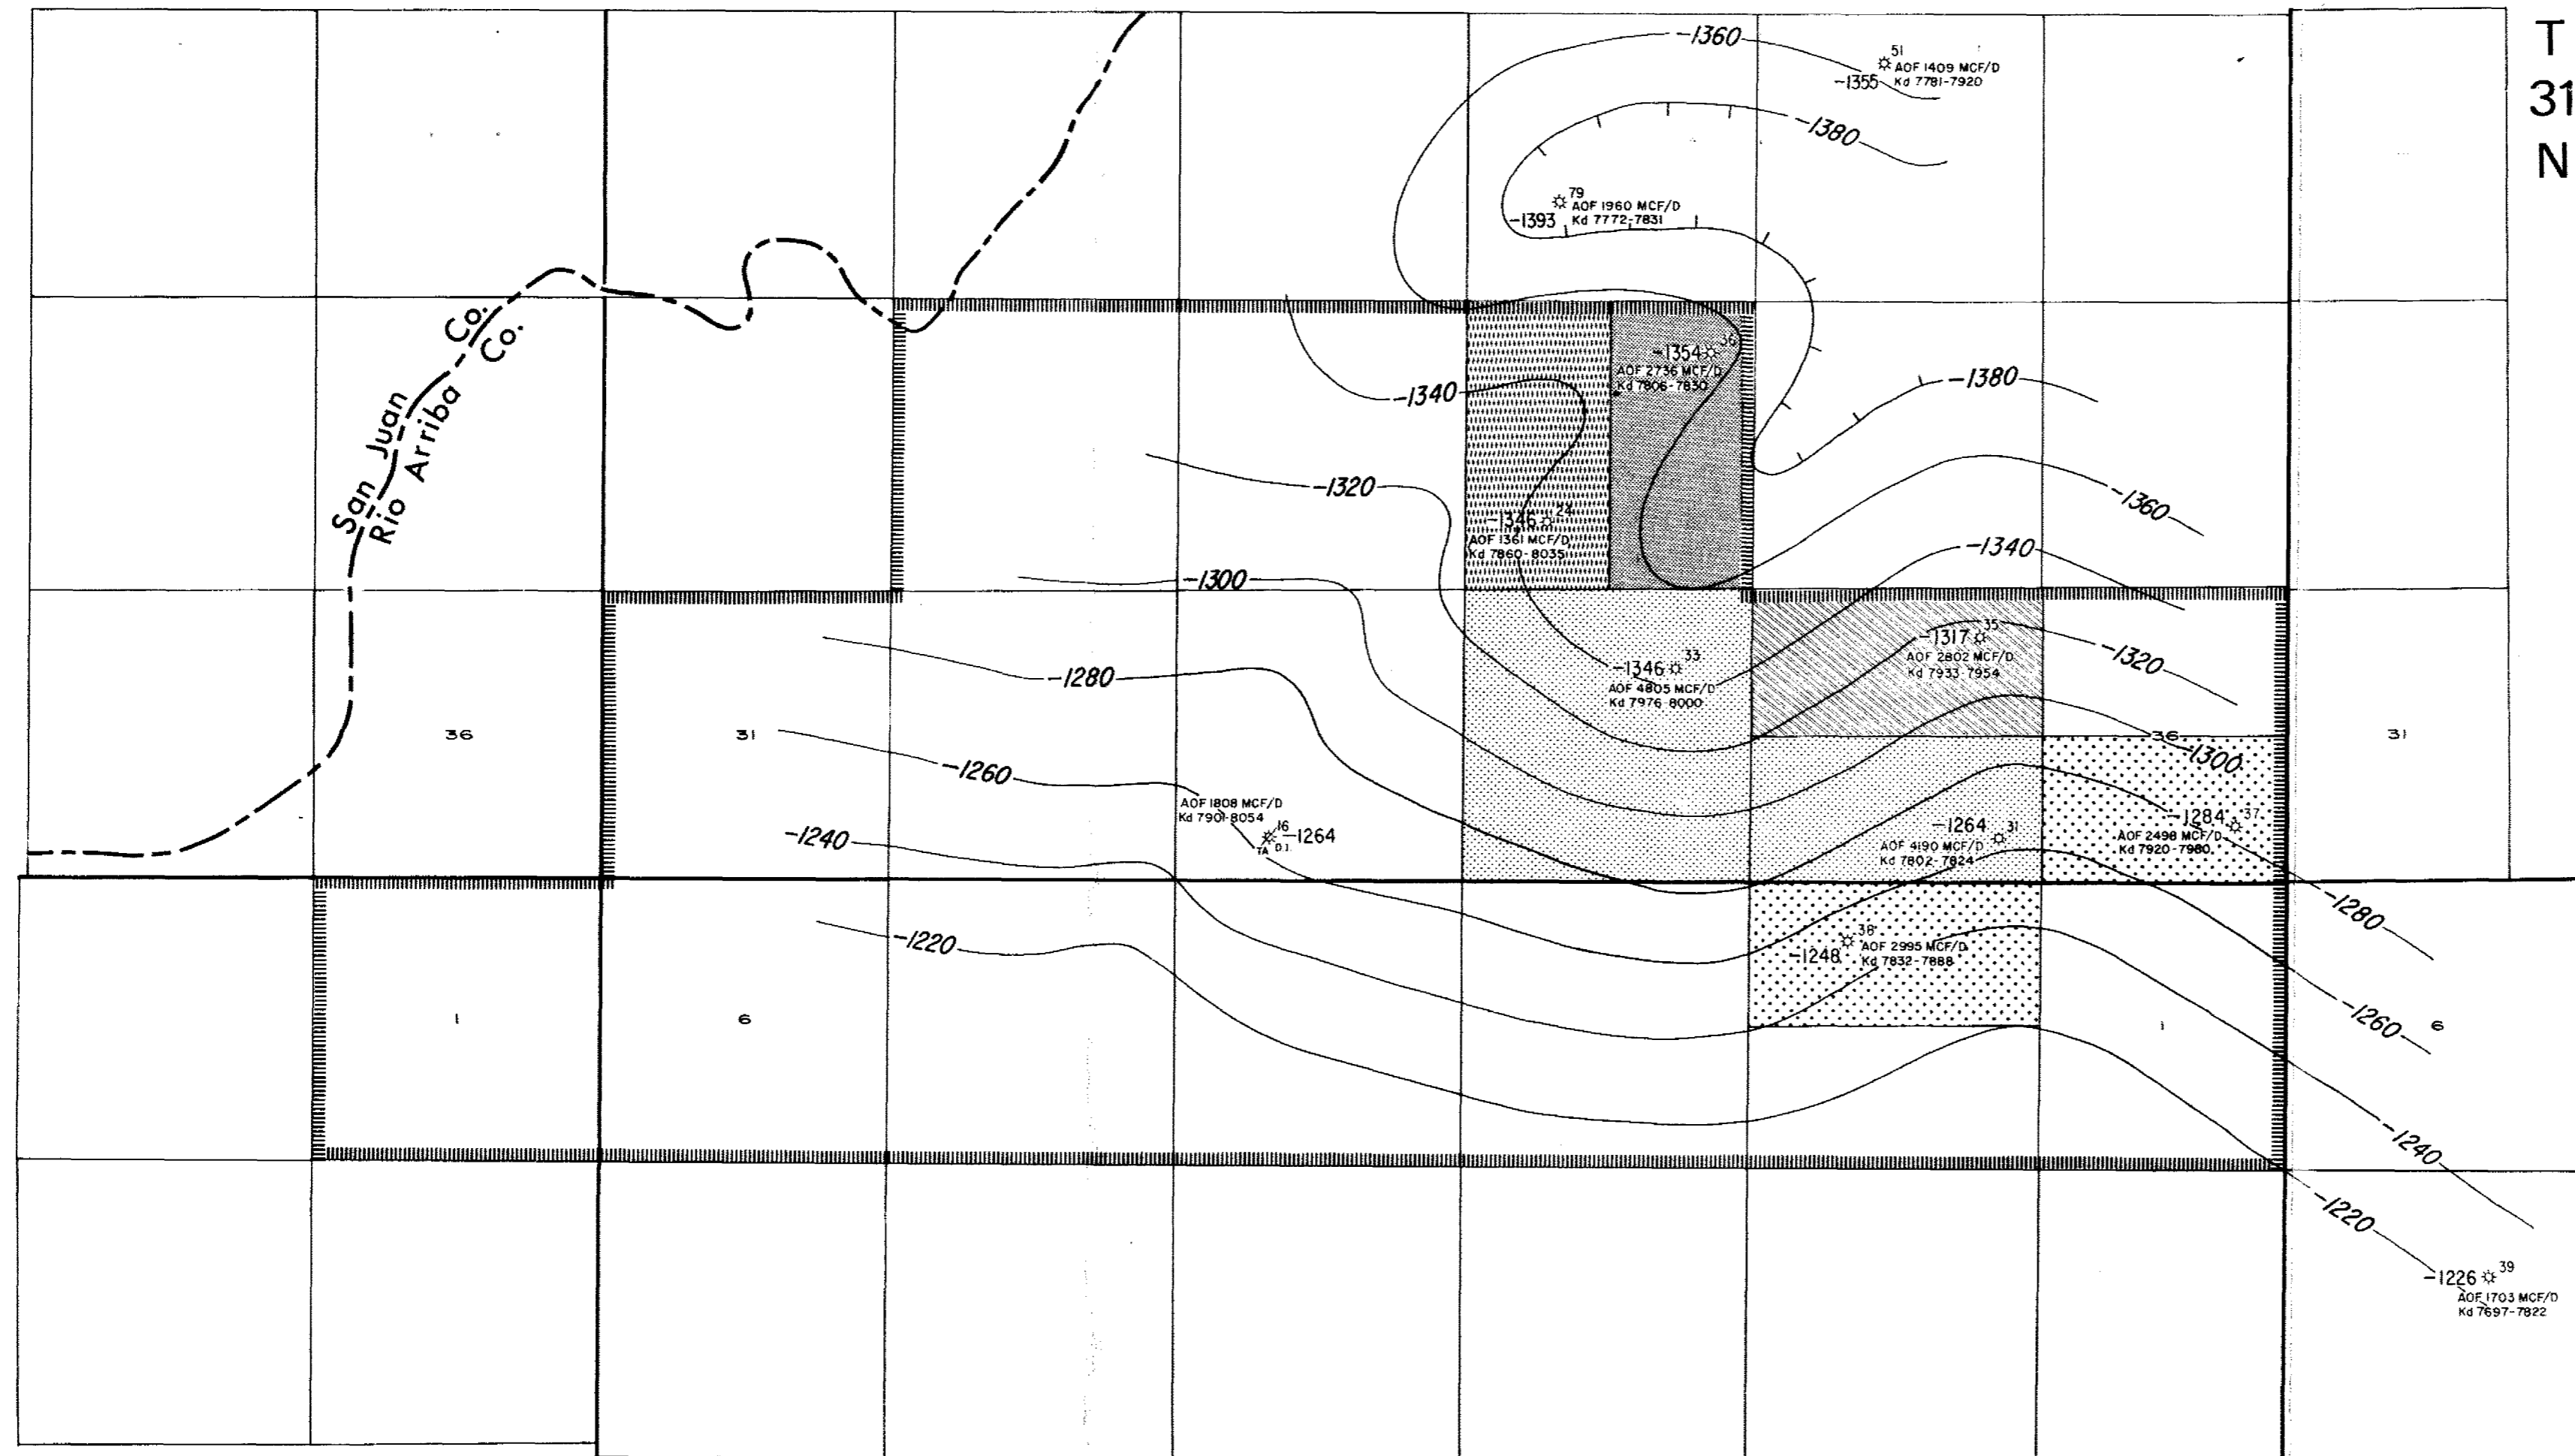 T
31
N
-1360
51
AOF 1409 MCF/D
-1355
Kd 7781-7920
-1380
79
AOF 1960 MCF/D
-1393
Kd 7772-7831
San Juan Co.
Rio Arriba Co.
-1354
36
AOF 2736 MCF/D
Kd 7806-7830
-1340
-1380
-1320
-1360
-1346
24
AOF 1361 MCF/D
Kd 7860-8035
-1340
-1300
-1317
35
AOF 2802 MCF/D
Kd 7933-7954
-1320
-1280
-1346
33
AOF 4805 MCF/D
Kd 7976-8000
36
31
36
31
-1300
-1260
AOF 1808 MCF/D
Kd 7901-8054
16
-1264
TA D.J.
-1240
-1264
31
AOF 4190 MCF/D
Kd 7802-7824
-1284
37
AOF 2498 MCF/D
Kd 7920-7980
-1280
-1220
38
AOF 2995 MCF/D
-1248
Kd 7832-7888
1
6
1
-1260
6
-1240
-1220
-1226
39
AOF 1703 MCF/D
Kd 7697-7822